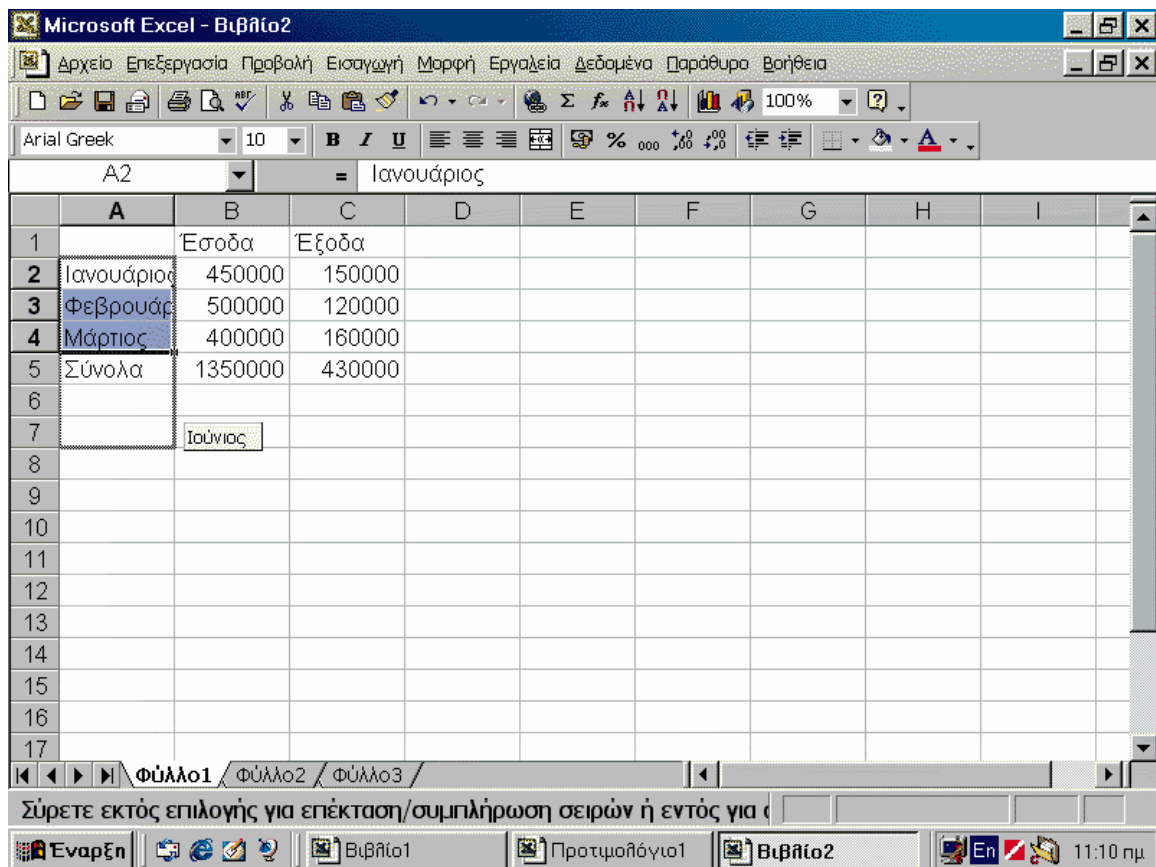 Microsoft Excel - Βιβλίο2
Αρχείο Επεξεργασία Προβολή Εισαγωγή Μορφή Εργαλεία Δεδομένα Παράθυρο Βοήθεια
ABC Σ fx Α Π Π Α 100% ?
Arial Greek 10 B I U % 000 A
A2 = Ιανουάριος
A B C D E F G H I
1 Έσοδα Έξοδα
2 Ιανουάριος 450000 150000
3 Φεβρουάρ 500000 120000
4 Μάρτιος 400000 160000
5 Σύνολα 1350000 430000
6
7 Ιούνιος
8
9
10
11
12
13
14
15
16
17
Φύλλο1 Φύλλο2 Φύλλο3
Σύρετε εκτός επιλογής για επέκταση/συμπλήρωση σειρών ή εντός για
Έναρξη Βιβλίο1 Προτιμολόγιο1 Βιβλίο2 En 11:10 πμ